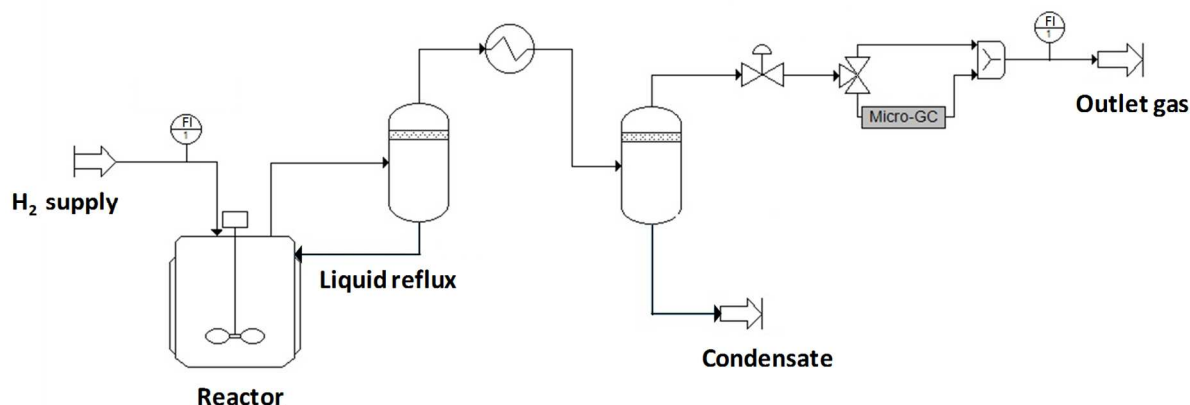 FI
1
H₂ supply
Reactor
Liquid reflux
Condensate
Micro-GC
FI
1
Outlet gas